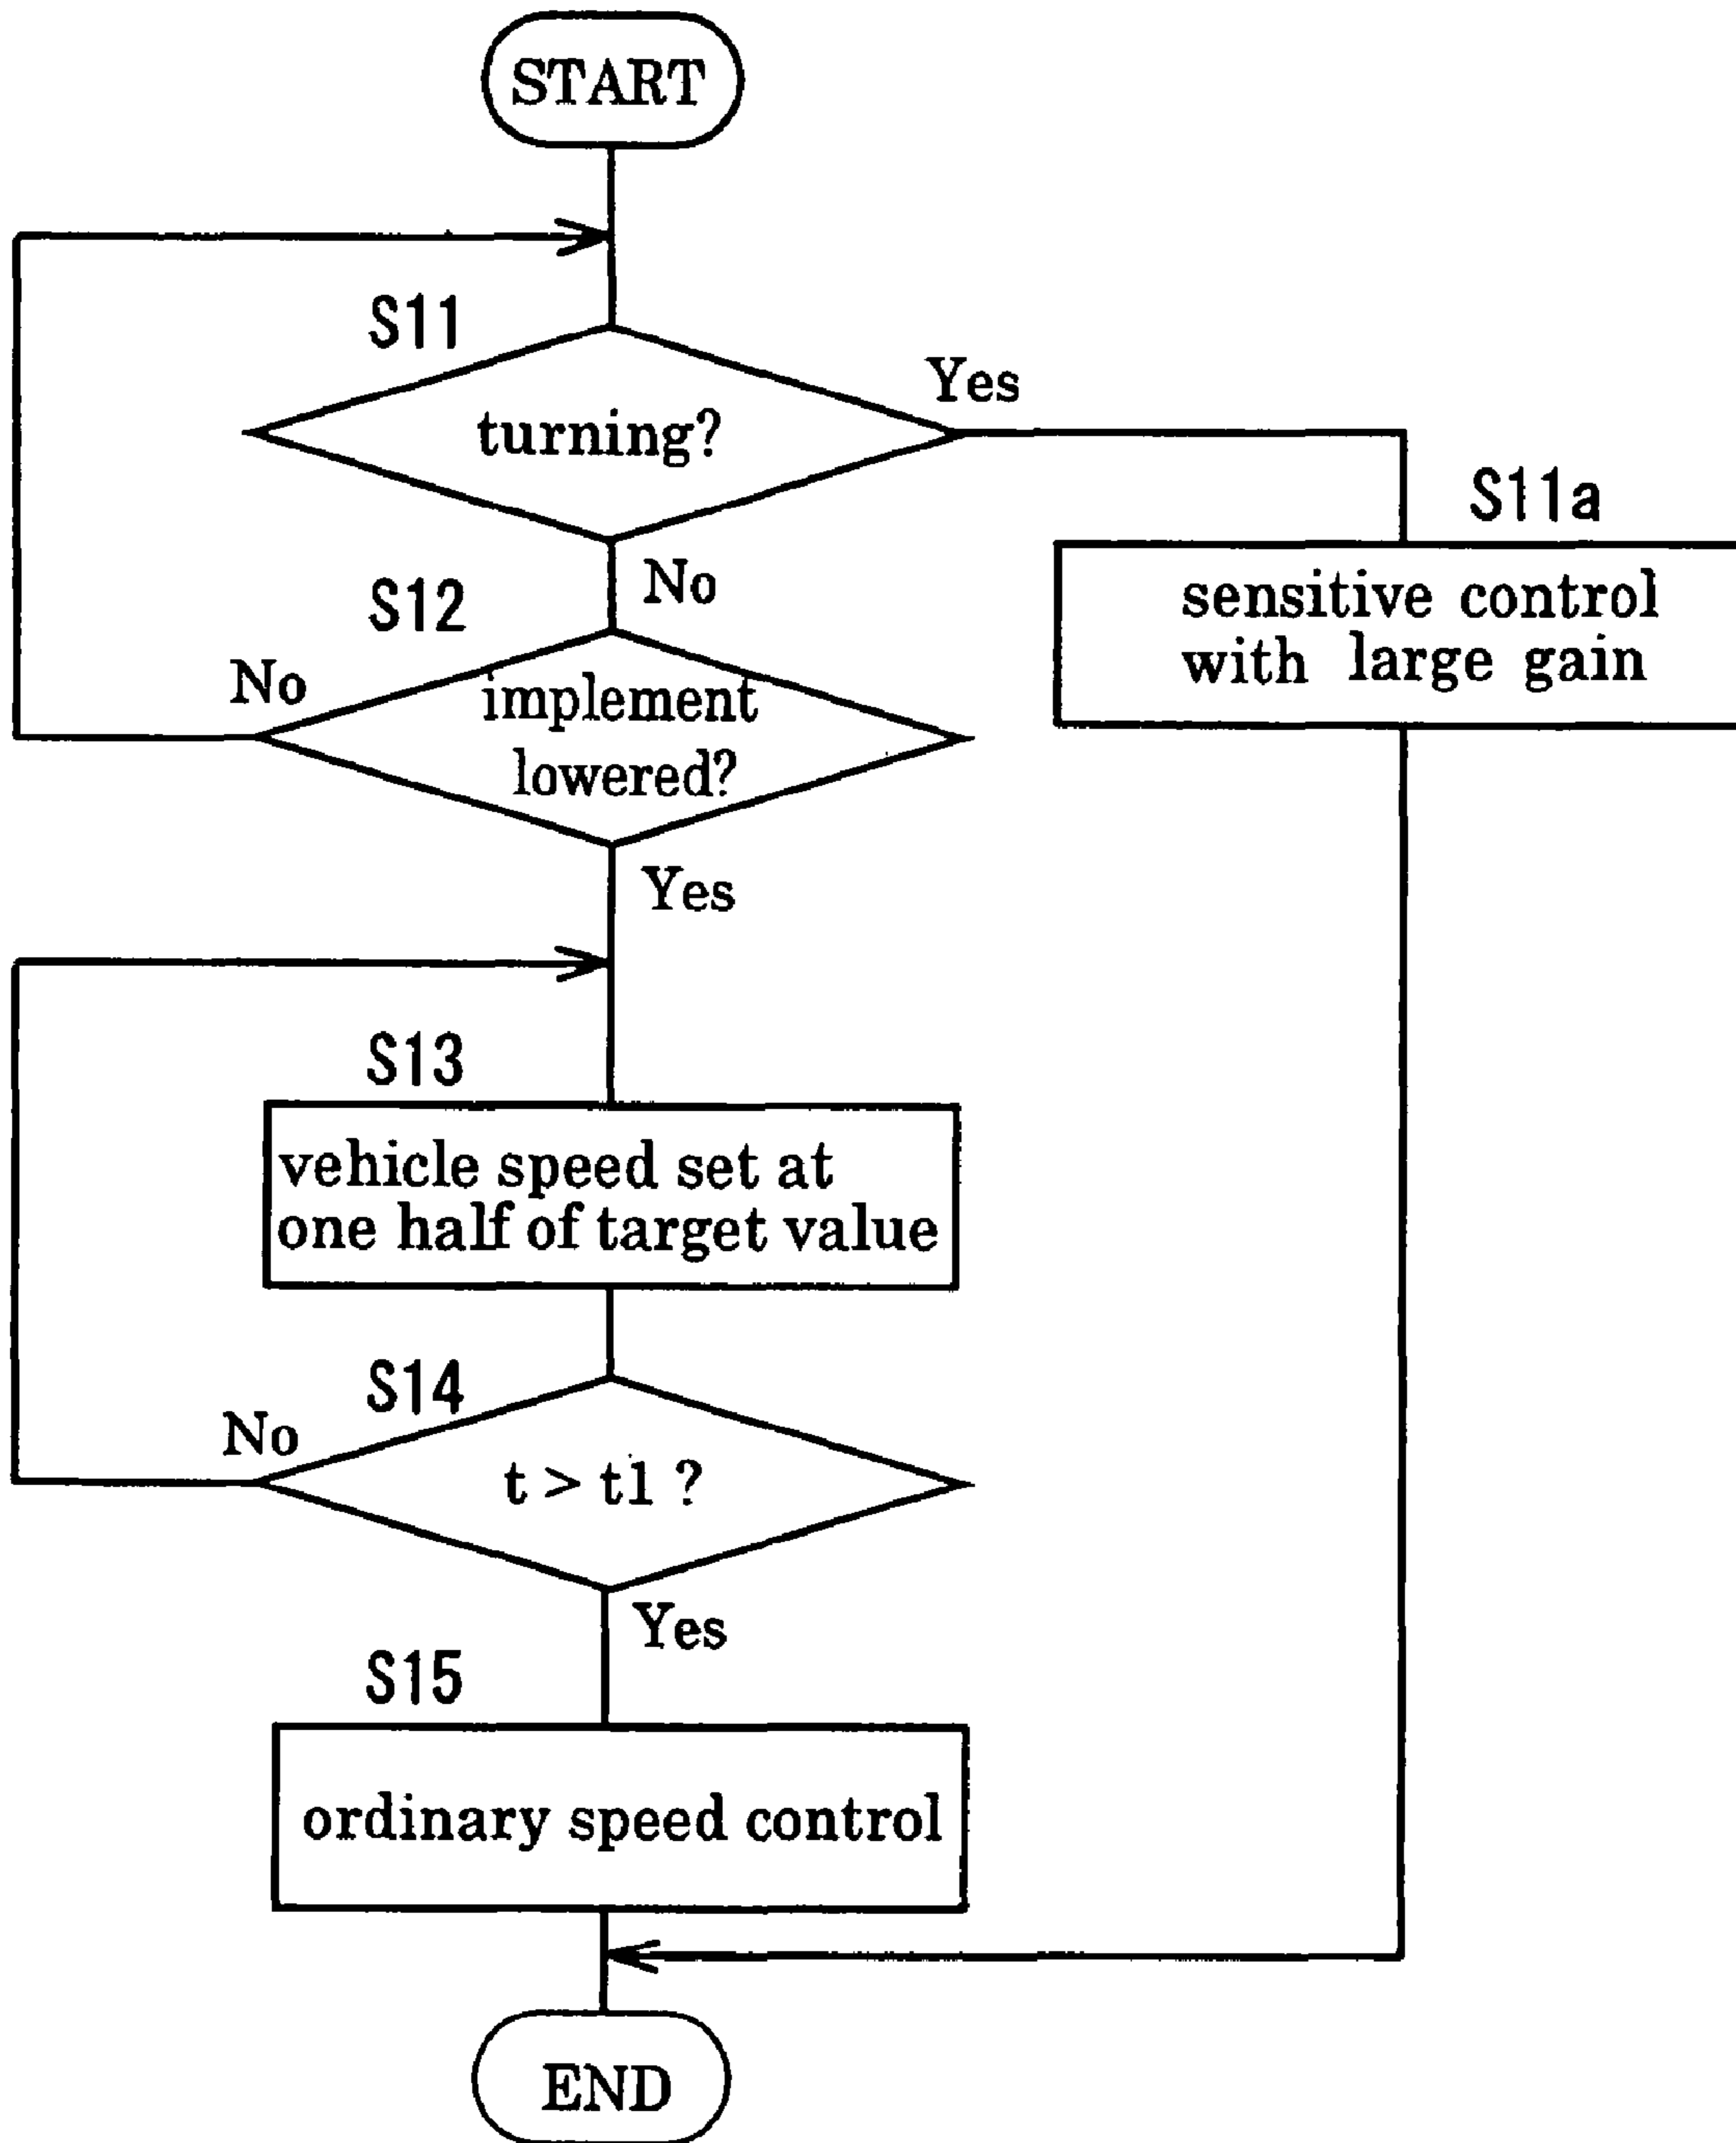 START
S11
turning?
Yes
No
S11a
sensitive control
with large gain
S12
No
implement
lowered?
Yes
S13
vehicle speed set at
one half of target value
S14
No
t > t1 ?
Yes
S15
ordinary speed control
END